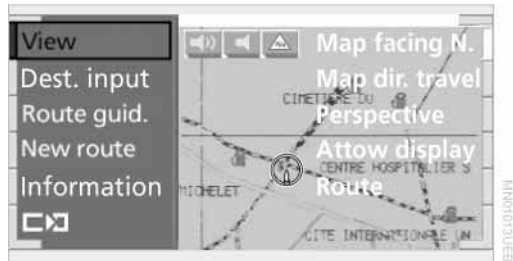 View
Dest. input
Route guid.
New route
Information
Map facing N.
Map dir. travel
Perspective
Attow display
Route
CIMETIERE DU
CENTRE HOSPITALIER S
MICHELET
CITE INTERNATIONALE UN
MN01013UEB